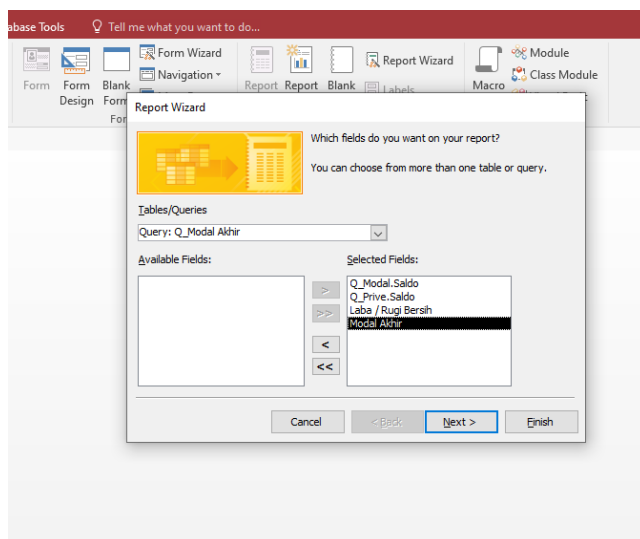 abase Tools Tell me what you want to do...
Form Wizard
Navigation
Report Wizard
Labels
Module
Class Module
Form Form Blank
Design Form
Report Report Blank
Macro
For
Report Wizard
Which fields do you want on your report?
You can choose from more than one table or query.
Tables/Queries
Query: Q_Modal Akhir
Available Fields:
Selected Fields:
Q_Modal.Saldo
Q_Prive.Saldo
Laba / Rugi Bersih
Modal Akhir
>
>>
<
<<
Cancel < Back Next > Finish